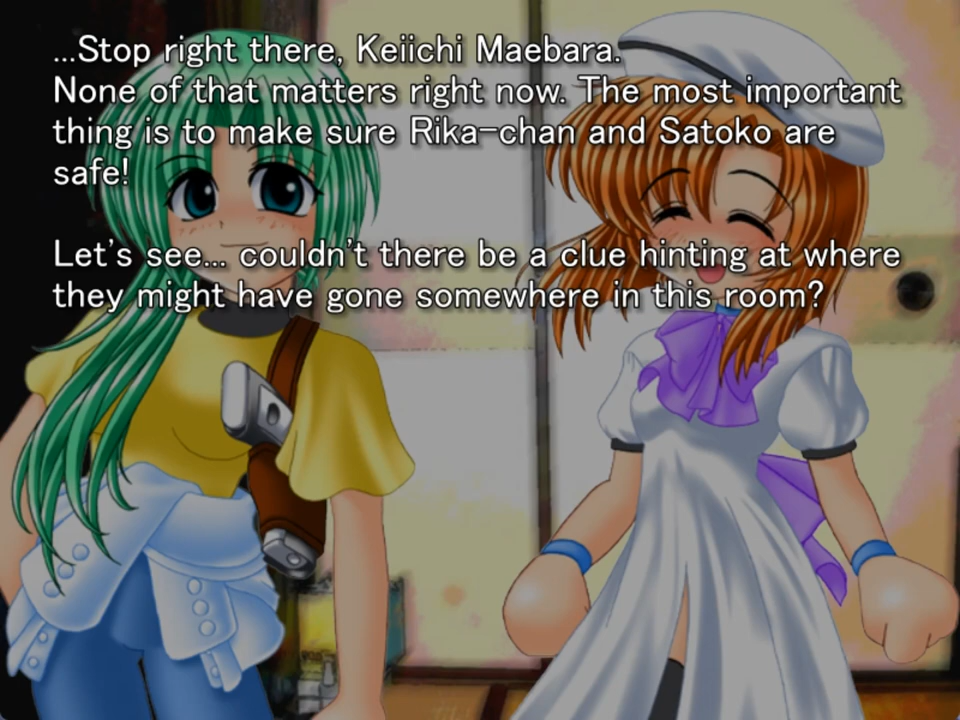 ...Stop right there, Keiichi Maebara.
None of that matters right now. The most important
thing is to make sure Rika-chan and Satoko are
safe!
Let's see... couldn't there be a clue hinting at where
they might have gone somewhere in this room?